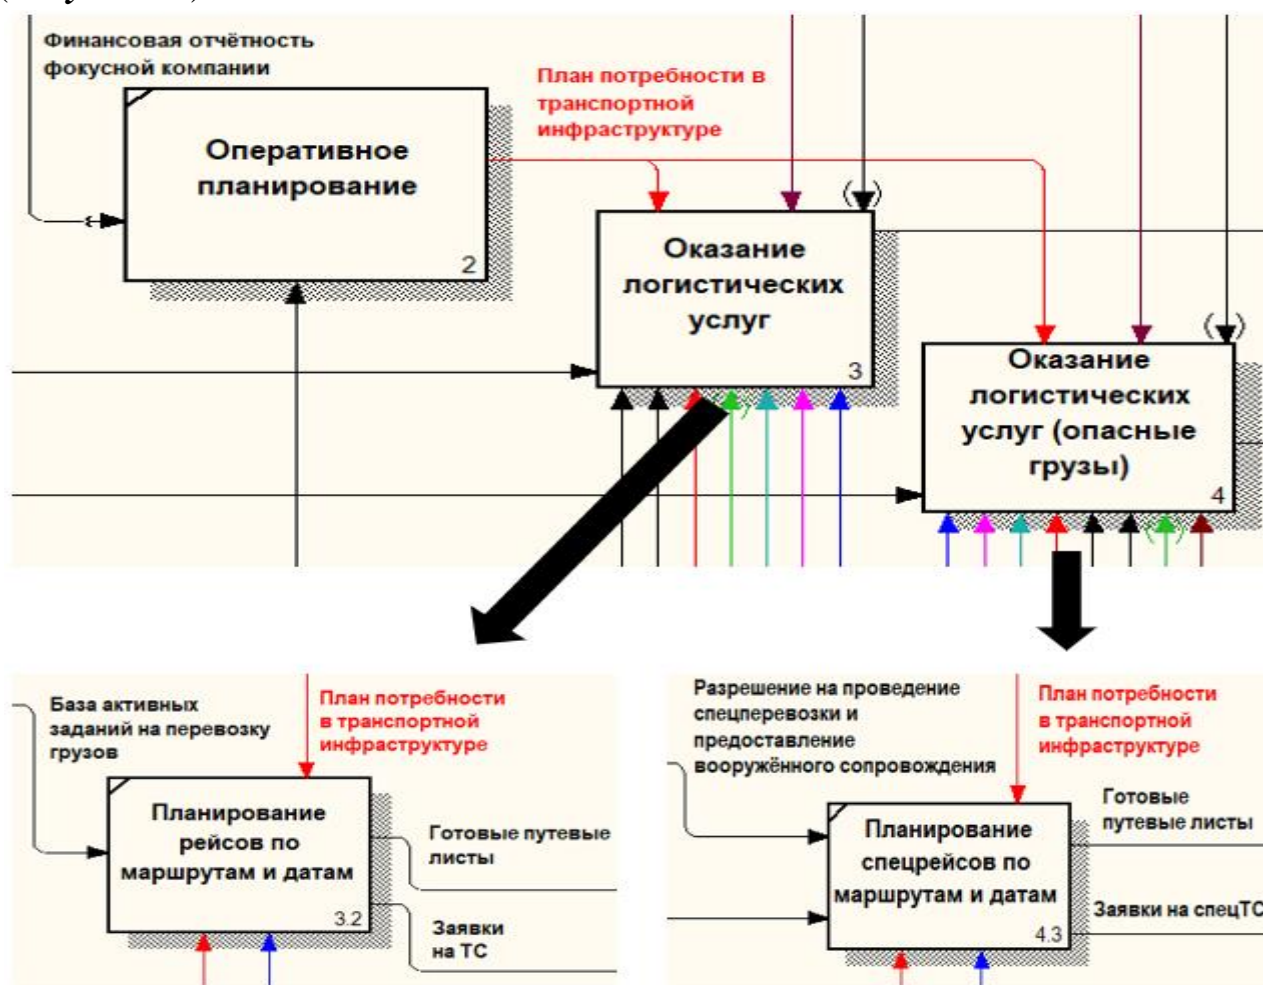 Финансовая отчётность
фокусной компании
План потребности в
транспортной
инфраструктуре
Оперативное
планирование
2
Оказание
логистических
услуг
3
Оказание
логистических
услуг (опасные
грузы)
4
База активных
заданий на перевозку
грузов
План потребности
в транспортной
инфраструктуре
Планирование
рейсов по
маршрутам и датам
3.2
Готовые путевые
листы
Заявки
на ТС
Разрешение на проведение
спецперевозки и
предоставление
вооружённого сопровождения
План потребности
в транспортной
инфраструктуре
Планирование
спецрейсов по
маршрутам и датам
4.3
Готовые
путевые листы
Заявки на спецТС